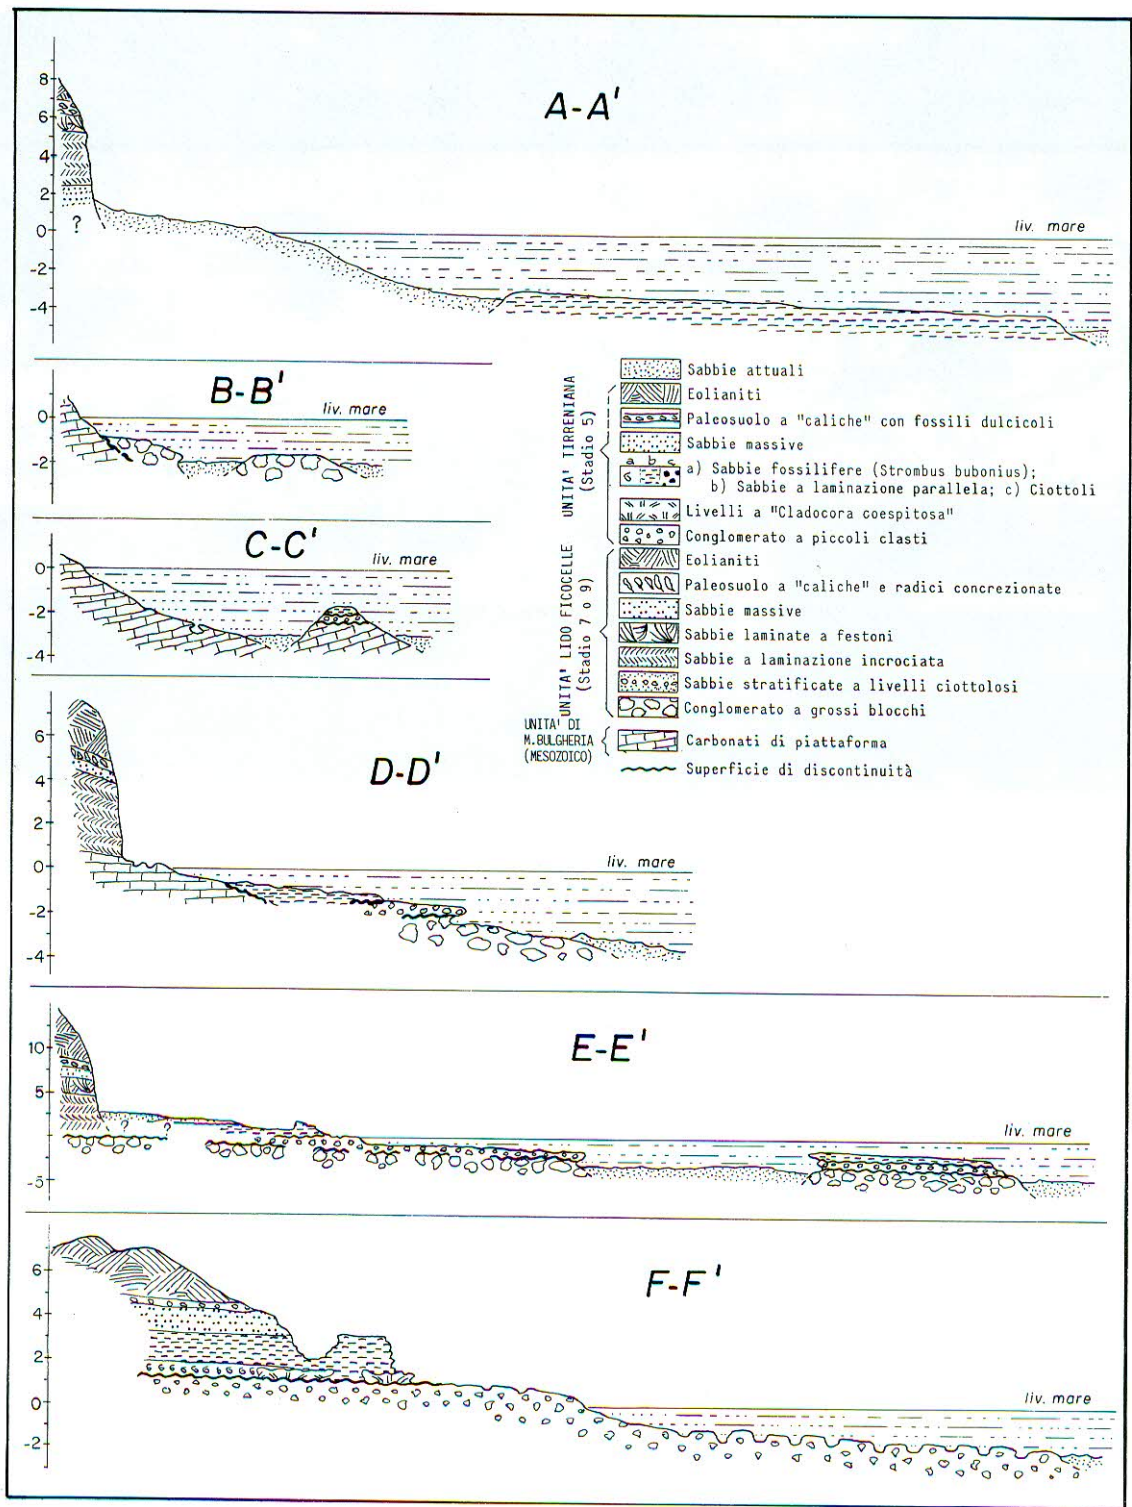 A-A'
8
6
4
2
0
-2
-4
?
liv. mare
B-B'
liv. mare
0
-2
C-C'
liv. mare
0
-2
-4
UNITA' TIRRENIANA
(Stadio 5)
UNITA' LIDO FICOCELLE
(Stadio 7 o 9)
UNITA' DI
M.BULGHERIA
(MESOZOICO)
Sabbie attuali
Eolianiti
Paleosuolo a "caliche" con fossili dulcicoli
Sabbie massive
a b c
a) Sabbie fossilifere (Strombus bubonius);
b) Sabbie a laminazione parallela; c) Ciottoli
Livelli a "Cladocora coespitosa"
Conglomerato a piccoli clasti
Eolianiti
Paleosuolo a "caliche" e radici concrezionate
Sabbie massive
Sabbie laminate a festoni
Sabbie a laminazione incrociata
Sabbie stratificate a livelli ciottolosi
Conglomerato a grossi blocchi
Carbonati di piattaforma
Superficie di discontinuità
D-D'
6
4
2
0
-2
-4
liv. mare
E-E'
10
5
-5
? ?
liv. mare
F-F'
6
4
2
0
-2
liv. mare